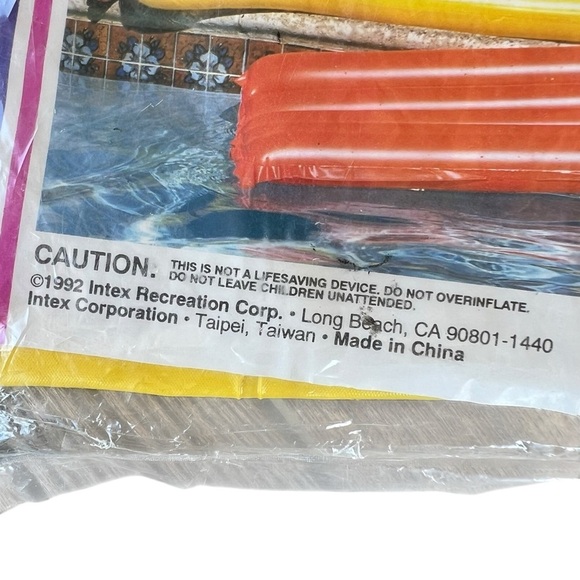 CAUTION. THIS IS NOT A LIFESAVING DEVICE. DO NOT OVERINFLATE.
DO NOT LEAVE CHILDREN UNATTENDED.
©1992 Intex Recreation Corp. • Long Beach, CA 90801-1440
Intex Corporation • Taipei, Taiwan • Made in China